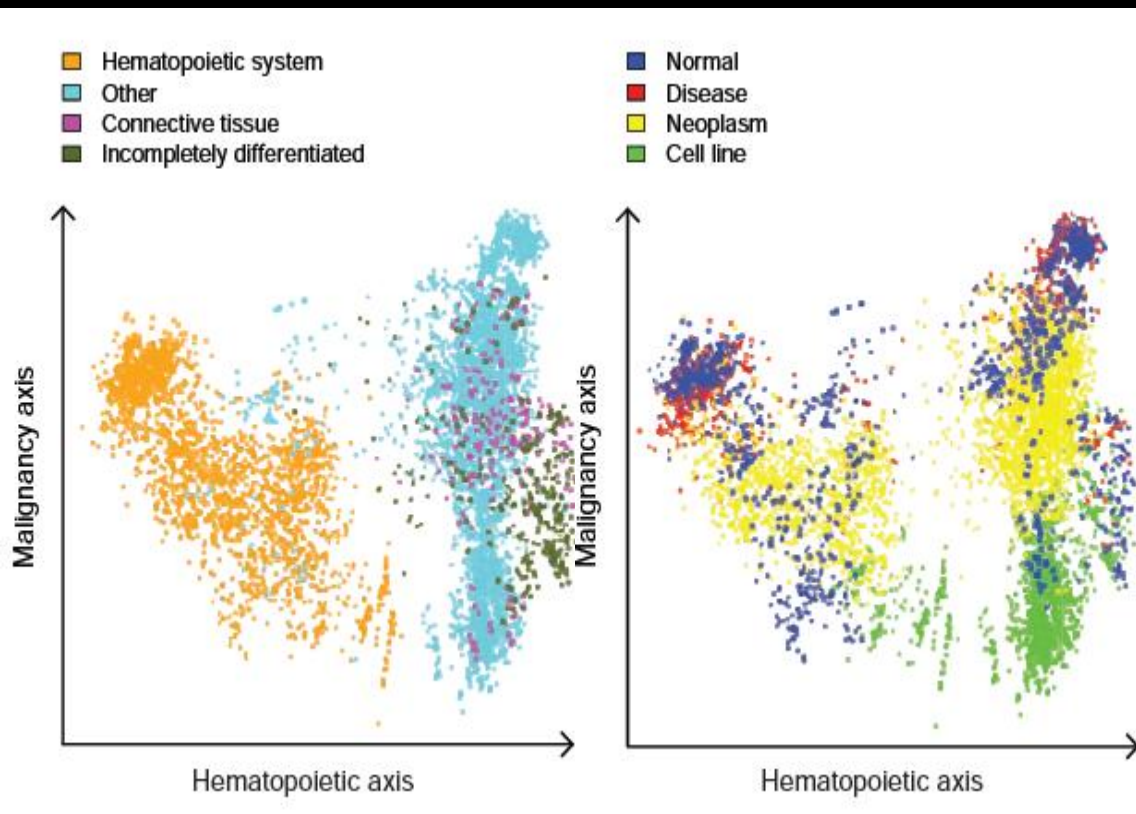 Hematopoietic system
Other
Connective tissue
Incompletely differentiated
Normal
Disease
Neoplasm
Cell line
Malignancy axis
Hematopoietic axis
Malignancy axis
Hematopoietic axis